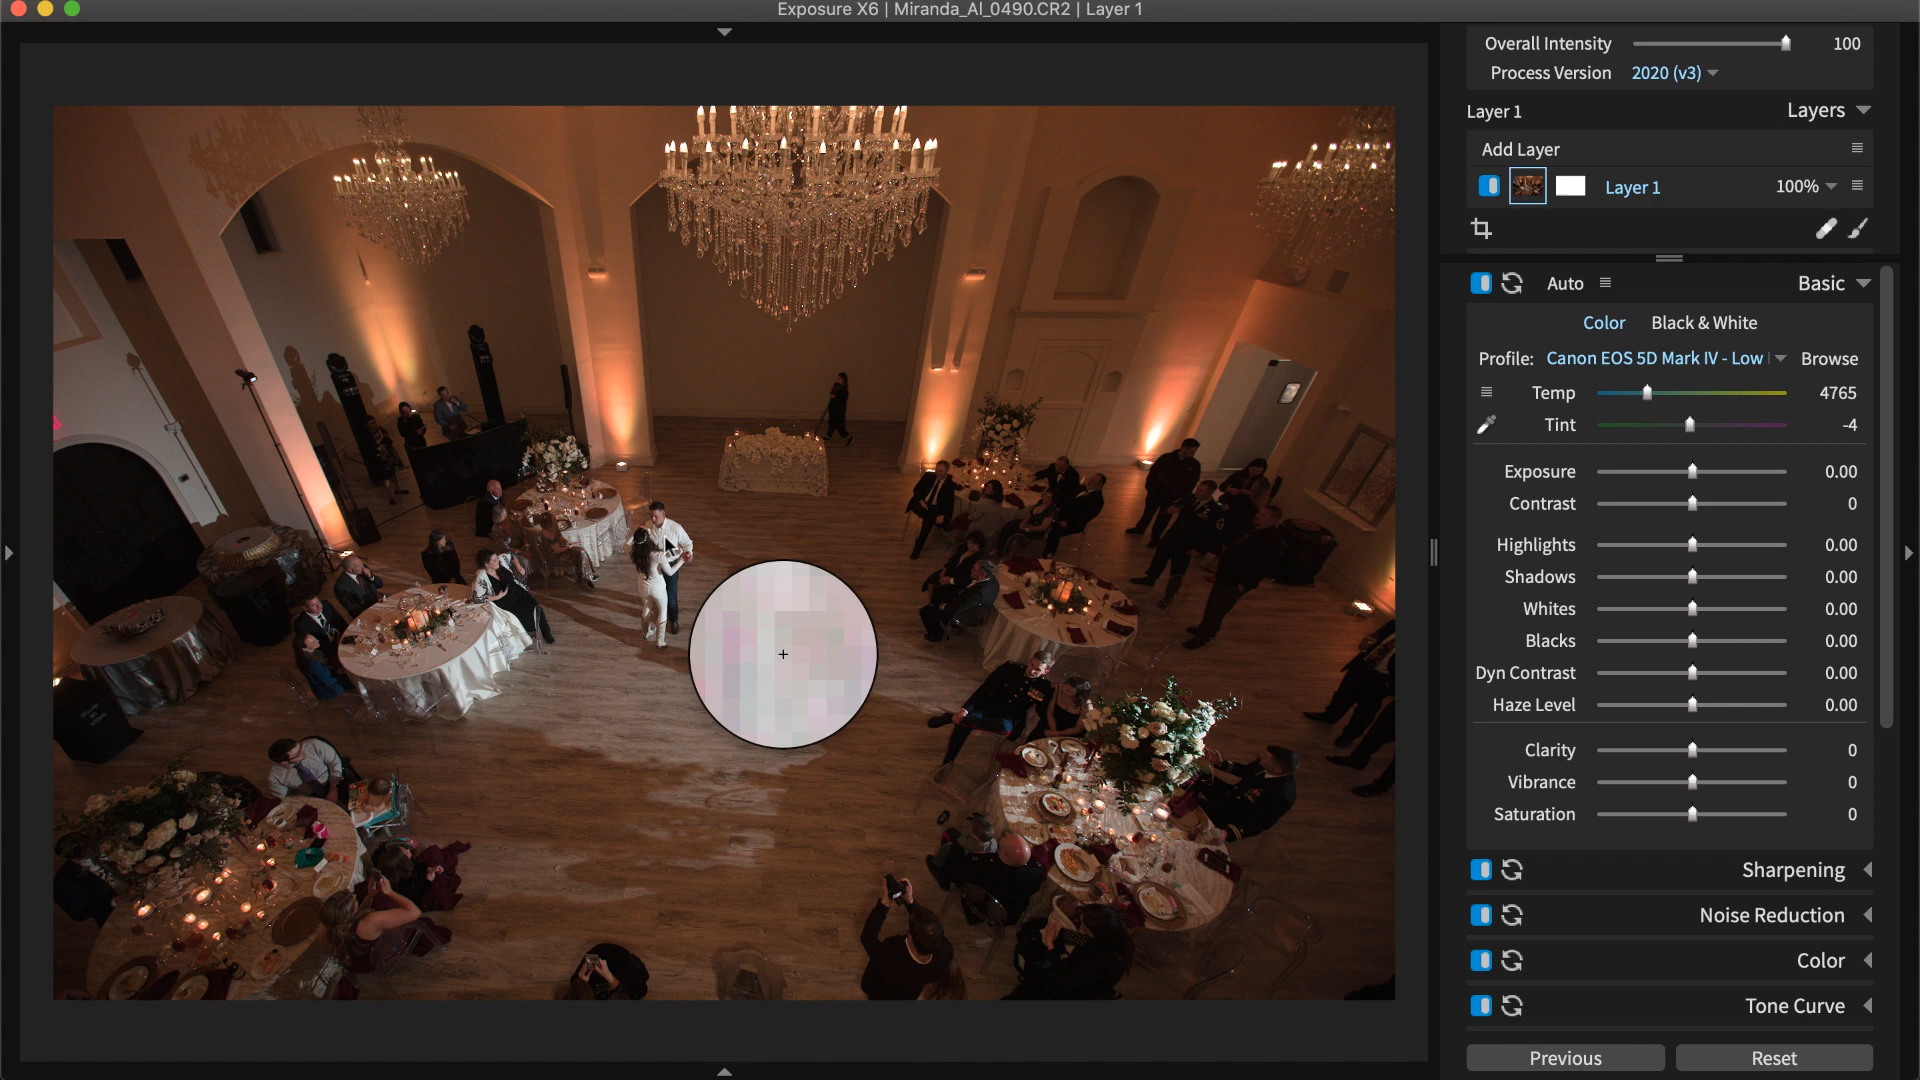 Exposure X6 | Miranda_Al_0490.CR2 | Layer 1
Overall Intensity 100
Process Version 2020 (v3)
Layer 1 Layers
Add Layer
Layer 1 100%
Auto Basic
Color Black & White
Profile: Canon EOS 5D Mark IV - Low Browse
Temp 4765
Tint -4
Exposure 0.00
Contrast 0
Highlights 0.00
Shadows 0.00
Whites 0.00
Blacks 0.00
Dyn Contrast 0.00
Haze Level 0.00
Clarity 0
Vibrance 0
Saturation 0
Sharpening
Noise Reduction
Color
Tone Curve
Previous Reset